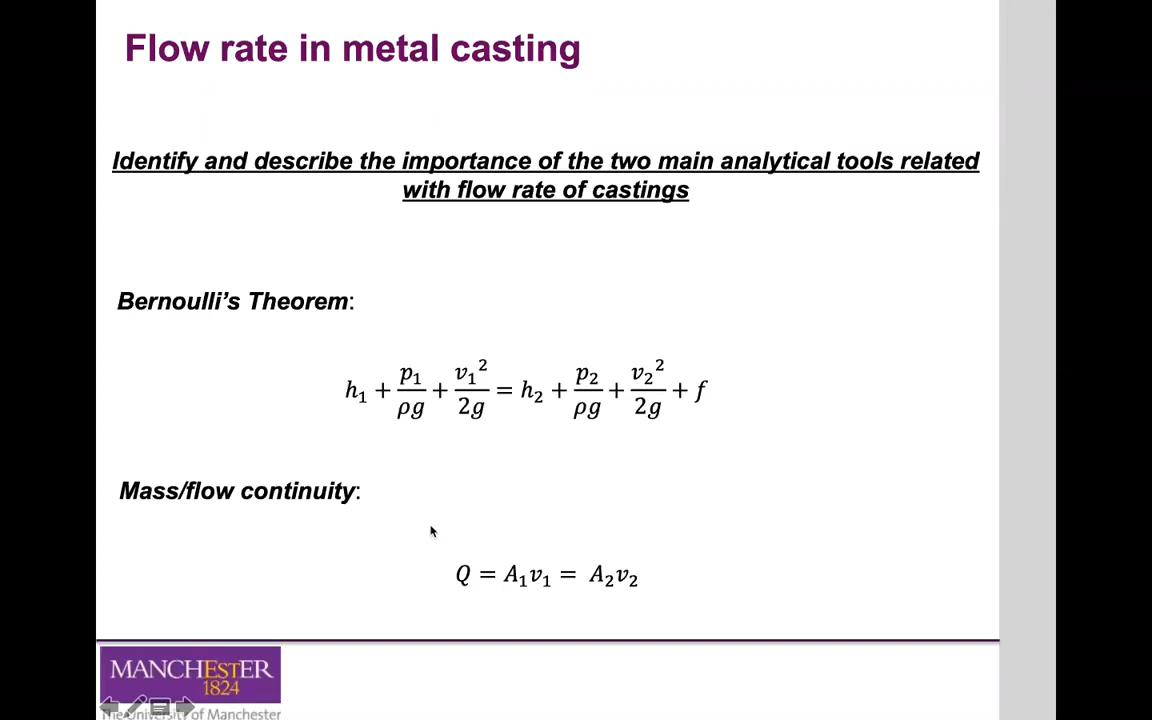 Flow rate in metal casting
Identify and describe the importance of the two main analytical tools related
with flow rate of castings
Bernoulli's Theorem:
h₁ + p₁/ρg + v₁²/2g = h₂ + p₂/ρg + v₂²/2g + f
Mass/flow continuity:
Q = A₁v₁ = A₂v₂
MANCHESTER
1824
The University of Manchester